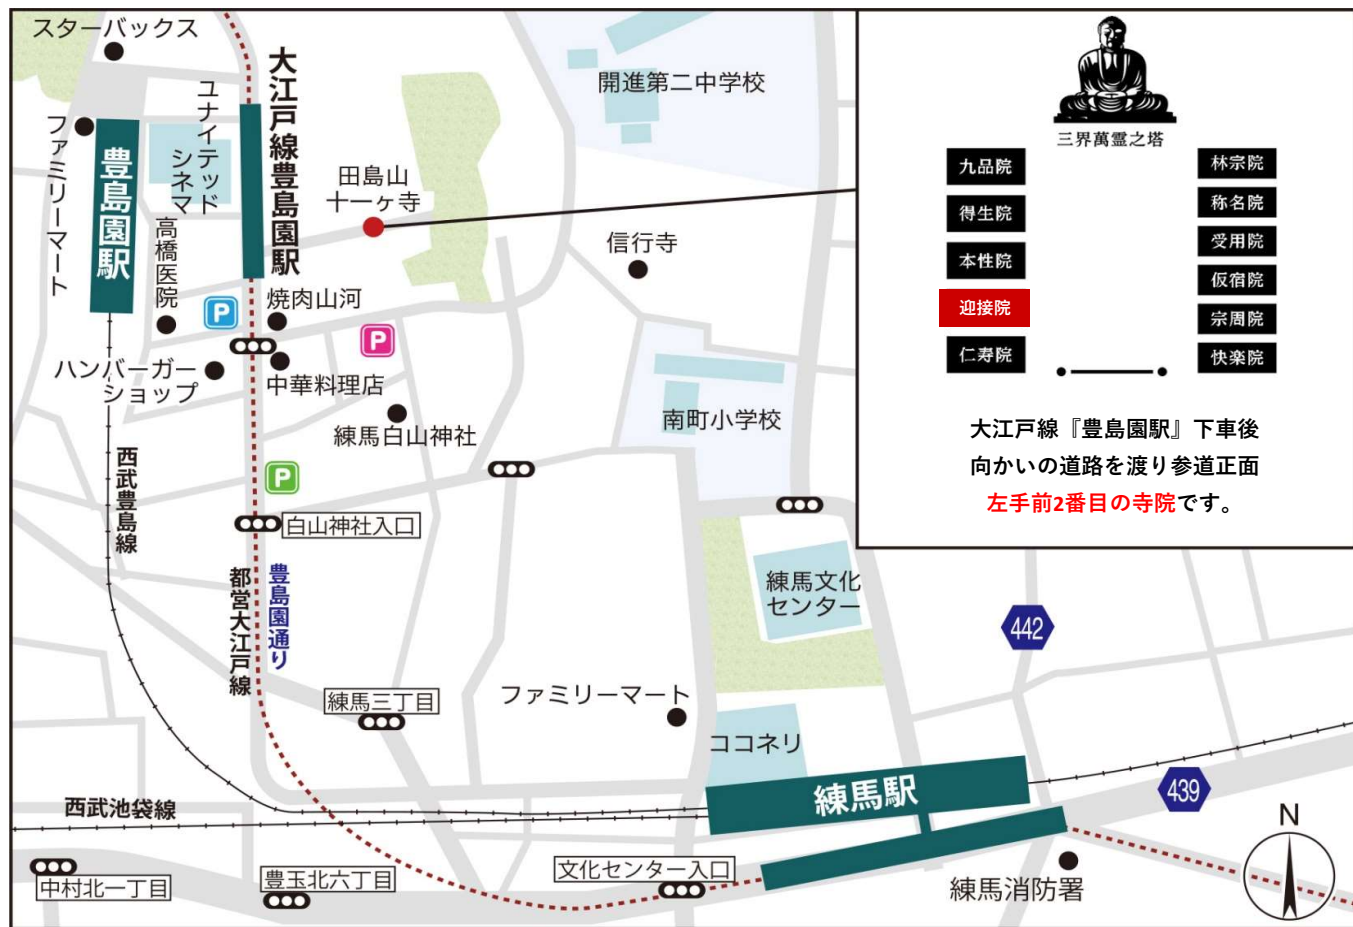 スターバックス
ファミリーマート
豊島園駅
ユナイテッド
シネマ
大江戸線豊島園駅
高橋医院
田島山
十一ヶ寺
開進第二中学校
信行寺
P
焼肉山河
P
ハンバーガー
ショップ
中華料理店
練馬白山神社
南町小学校
P
白山神社入口
西武豊島線
都営大江戸線
豊島園通り
練馬三丁目
ファミリーマート
練馬文化
センター
ココネリ
442
439
練馬駅
西武池袋線
中村北一丁目
豊玉北六丁目
文化センター入口
練馬消防署
N
三界萬霊之塔
九品院
得生院
本性院
迎接院
仁寿院
林宗院
称名院
受用院
仮宿院
宗周院
快楽院
大江戸線『豊島園駅』下車後
向かいの道路を渡り参道正面
左手前2番目の寺院です。